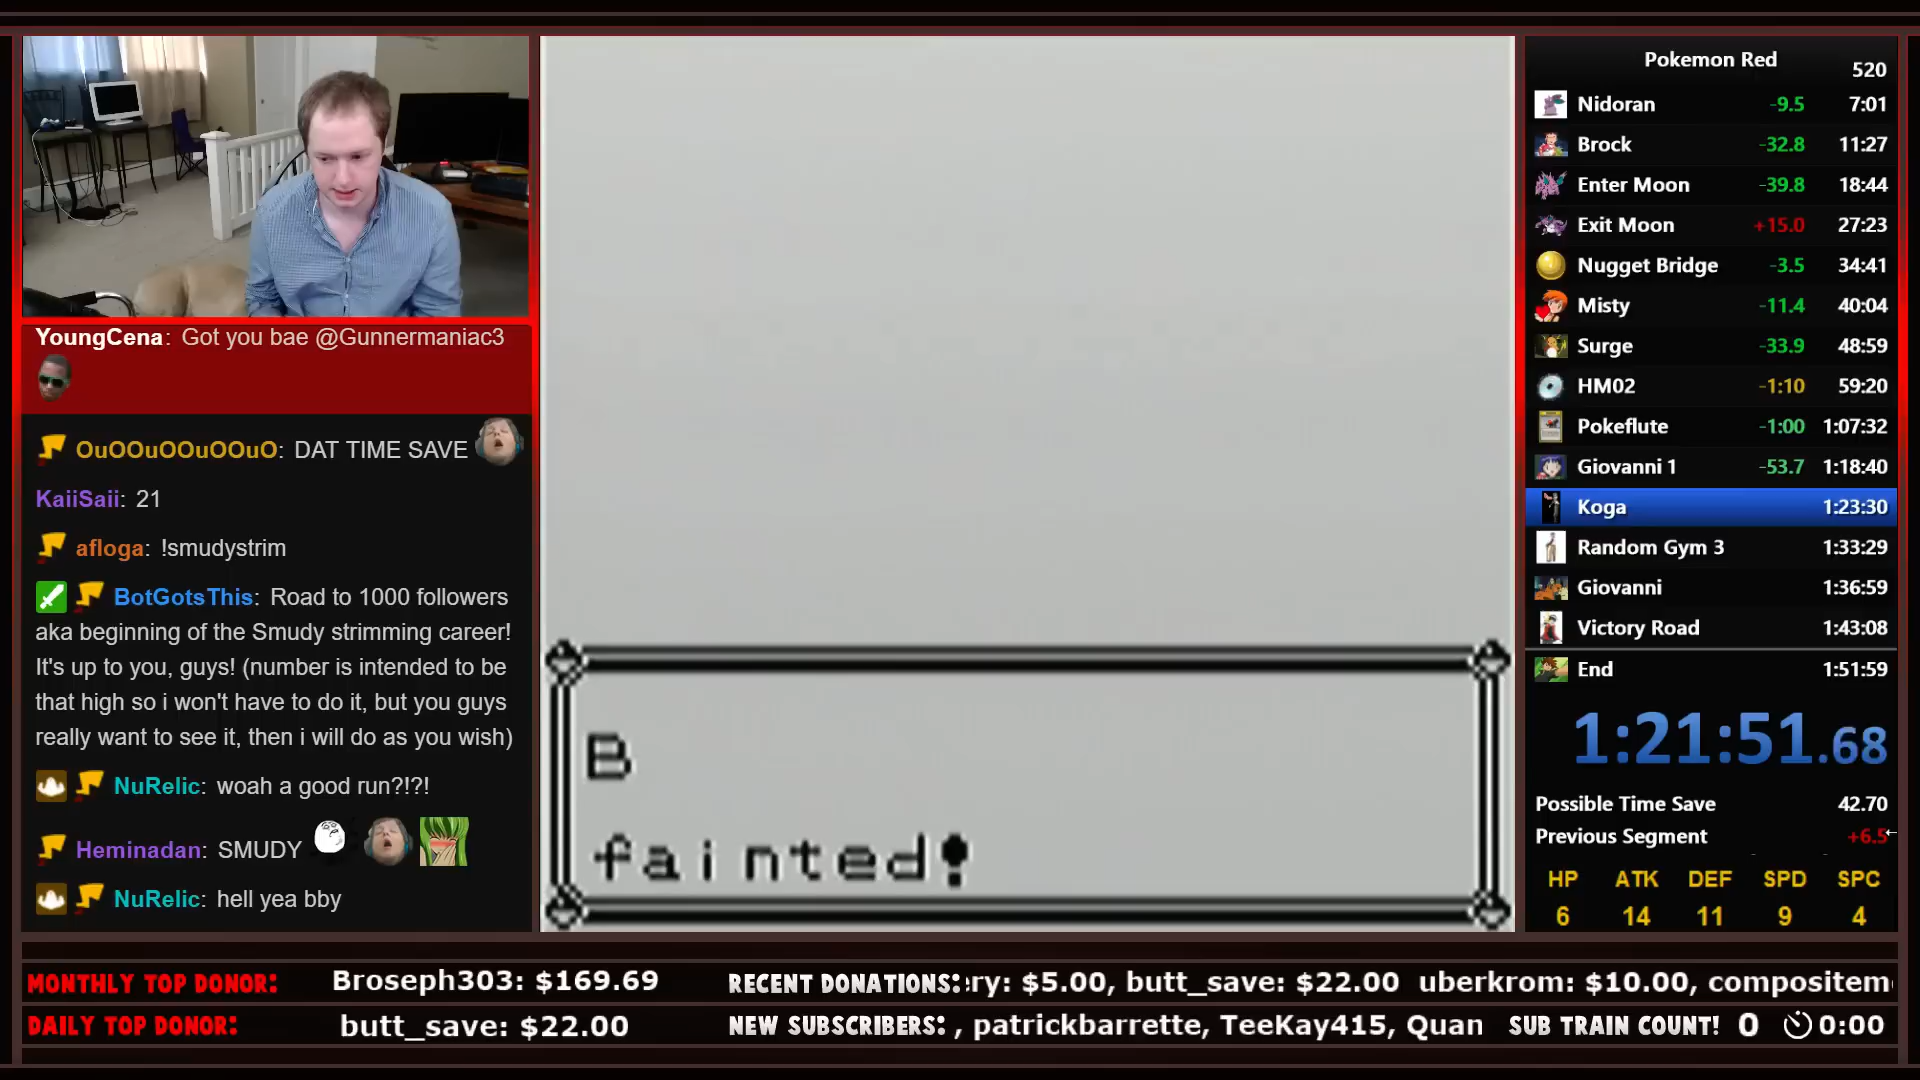 YoungCena: Got you bae @Gunnermaniac3
OuOOuOOuOOuO: DAT TIME SAVE
KaiiSaii: 21
afloga: !smudystrim
BotGotsThis: Road to 1000 followers
aka beginning of the Smudy strimming career!
It's up to you, guys! (number is intended to be
that high so i won't have to do it, but you guys
really want to see it, then i will do as you wish)
NuRelic: woah a good run?!?!
Heminadan: SMUDY
NuRelic: hell yea bby
B
fainted!
Pokemon Red 520
Nidoran -9.5 7:01
Brock -32.8 11:27
Enter Moon -39.8 18:44
Exit Moon +15.0 27:23
Nugget Bridge -3.5 34:41
Misty -11.4 40:04
Surge -33.9 48:59
HM02 -1:10 59:20
Pokeflute -1:00 1:07:32
Giovanni 1 -53.7 1:18:40
Koga 1:23:30
Random Gym 3 1:33:29
Giovanni 1:36:59
Victory Road 1:43:08
End 1:51:59
1:21:51.68
Possible Time Save 42.70
Previous Segment +6.5
HP ATK DEF SPD SPC
6 14 11 9 4
MONTHLY TOP DONOR: Broseph303: $169.69
RECENT DONATIONS: ry: $5.00, butt_save: $22.00 uberkrom: $10.00, compositem
DAILY TOP DONOR: butt_save: $22.00
NEW SUBSCRIBERS: , patrickbarrette, TeeKay415, Quan
SUB TRAIN COUNT! 0 0:00